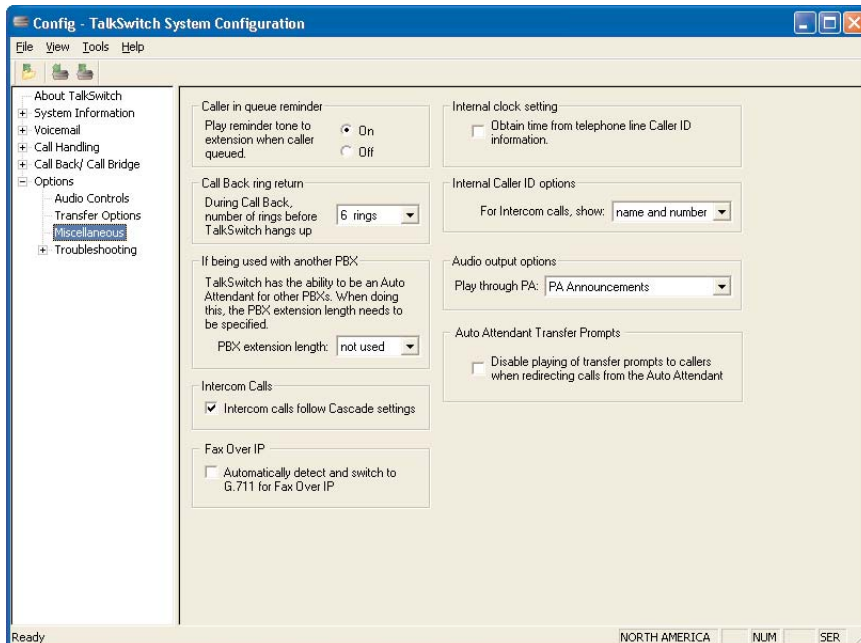 Config - TalkSwitch System Configuration
File View Tools Help
About TalkSwitch
System Information
Voicemail
Call Handling
Call Back/ Call Bridge
Options
Audio Controls
Transfer Options
Miscellaneous
Troubleshooting
Caller in queue reminder
Play reminder tone to
extension when caller
queued.
On
Off
Call Back ring return
During Call Back,
number of rings before
TalkSwitch hangs up
6 rings
If being used with another PBX
TalkSwitch has the ability to be an Auto
Attendant for other PBXs. When doing
this, the PBX extension length needs to
be specified.
PBX extension length: not used
Intercom Calls
Intercom calls follow Cascade settings
Fax Over IP
Automatically detect and switch to
G.711 for Fax Over IP
Internal clock setting
Obtain time from telephone line Caller ID
information.
Internal Caller ID options
For Intercom calls, show: name and number
Audio output options
Play through PA: PA Announcements
Auto Attendant Transfer Prompts
Disable playing of transfer prompts to callers
when redirecting calls from the Auto Attendant
Ready
NORTH AMERICA NUM SER